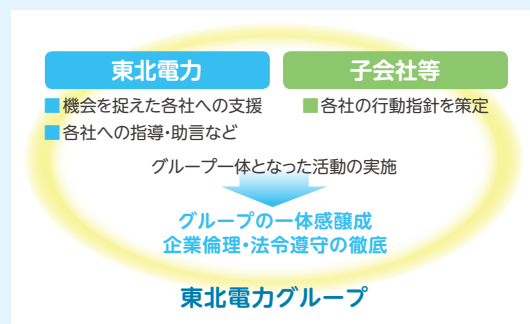 東北電力
子会社等
■機会を捉えた各社への支援
■各社への指導・助言など
■各社の行動指針を策定
グループ一体となった活動の実施
グループの一体感醸成
企業倫理・法令遵守の徹底
東北電力グループ